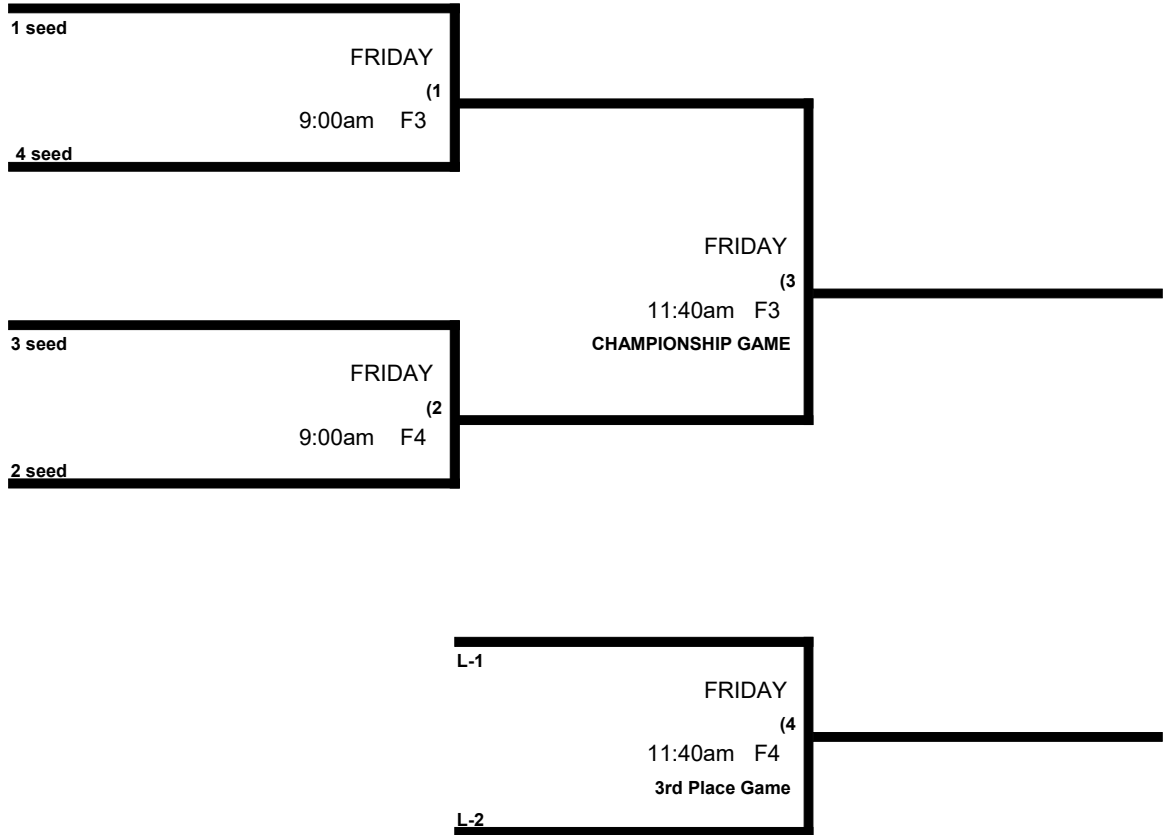 1 seed
FRIDAY
(1
9:00am F3
4 seed
FRIDAY
(3
11:40am F3
CHAMPIONSHIP GAME
3 seed
FRIDAY
(2
9:00am F4
2 seed
L-1
FRIDAY
(4
11:40am F4
3rd Place Game
L-2